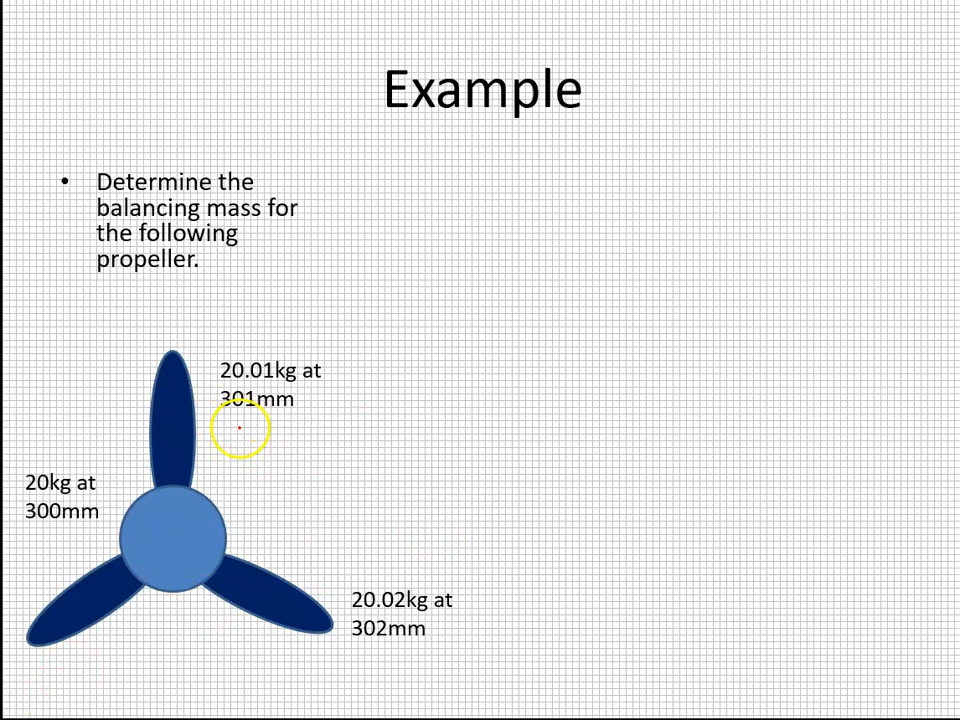 Example
• Determine the
balancing mass for
the following
propeller.
20.01kg at
301mm
20kg at
300mm
20.02kg at
302mm